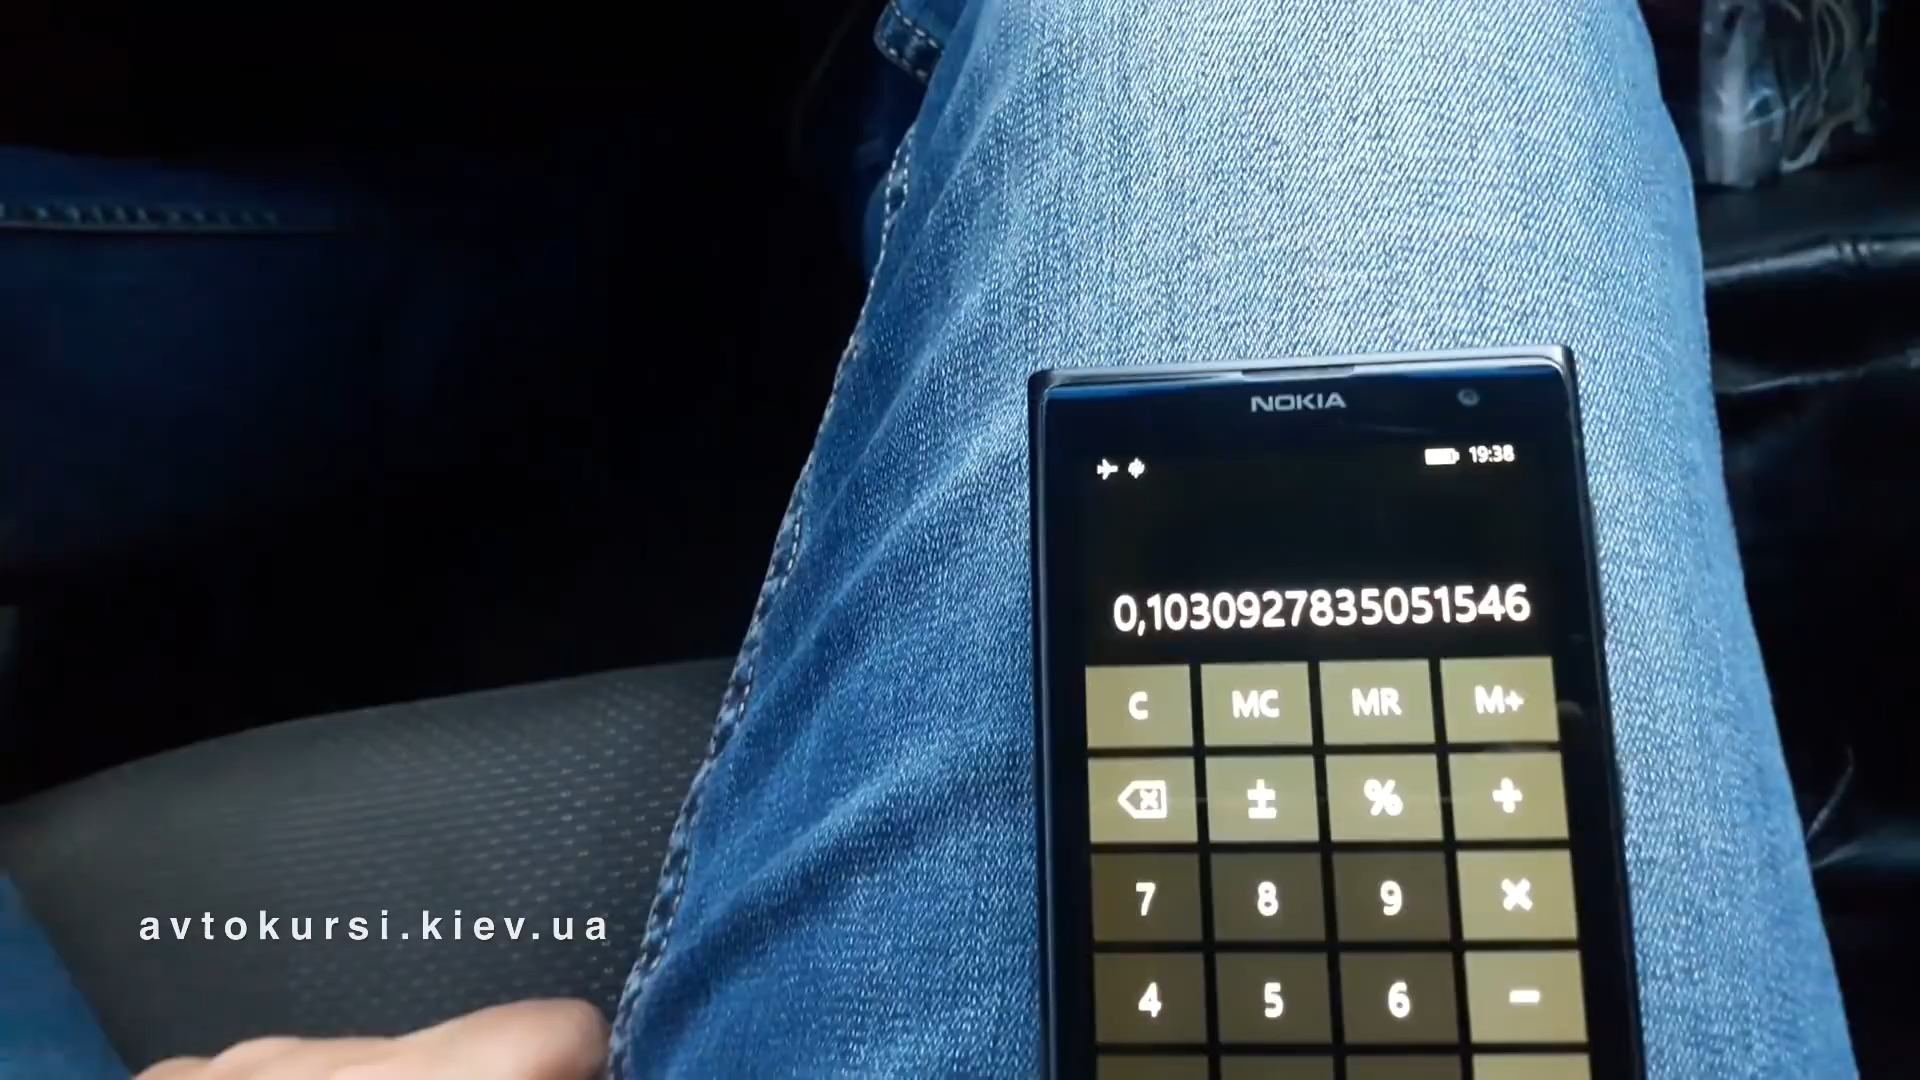 NOKIA
19:38
0,1030927835051546
C MC MR M+
± % +
7 8 9 ×
4 5 6 −
avtokursi.kiev.ua